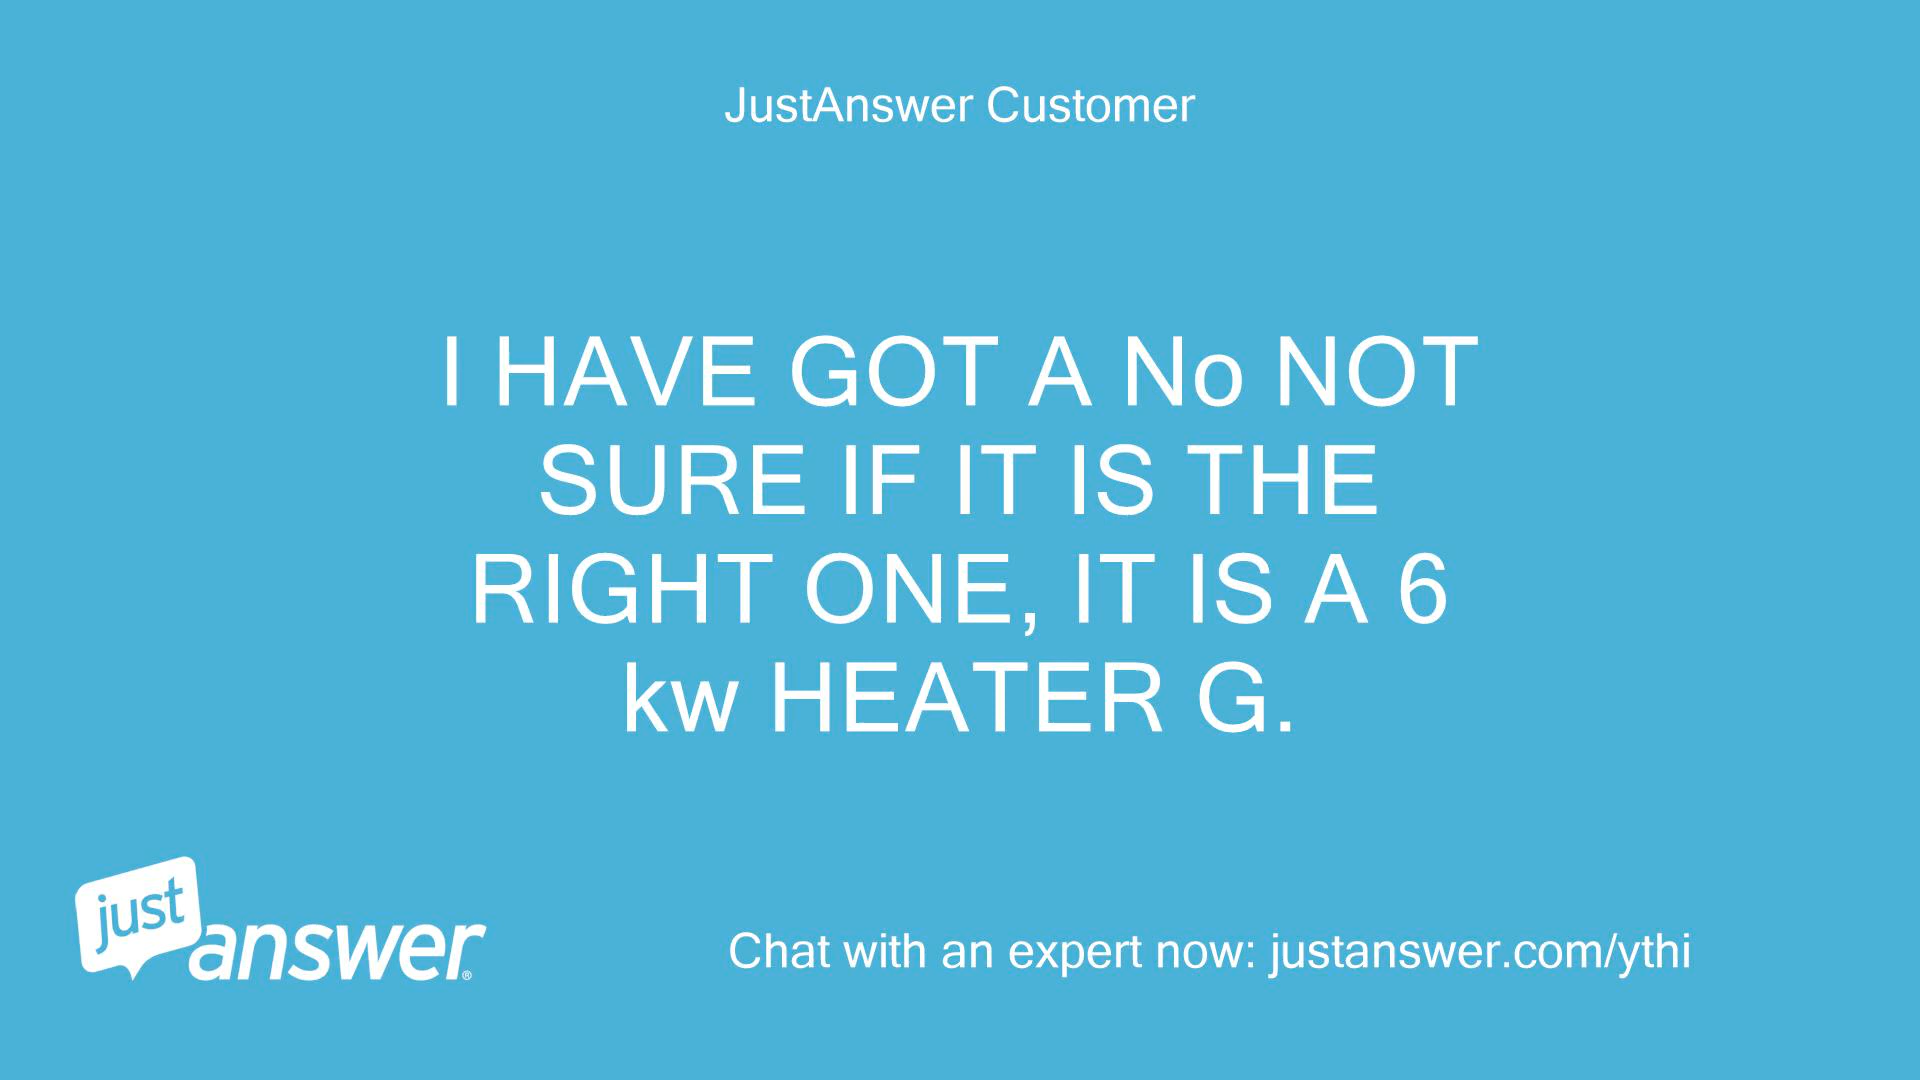 JustAnswer Customer
I HAVE GOT A No NOT
SURE IF IT IS THE
RIGHT ONE, IT IS A 6
kw HEATER G.
just
answer®
Chat with an expert now: justanswer.com/ythi